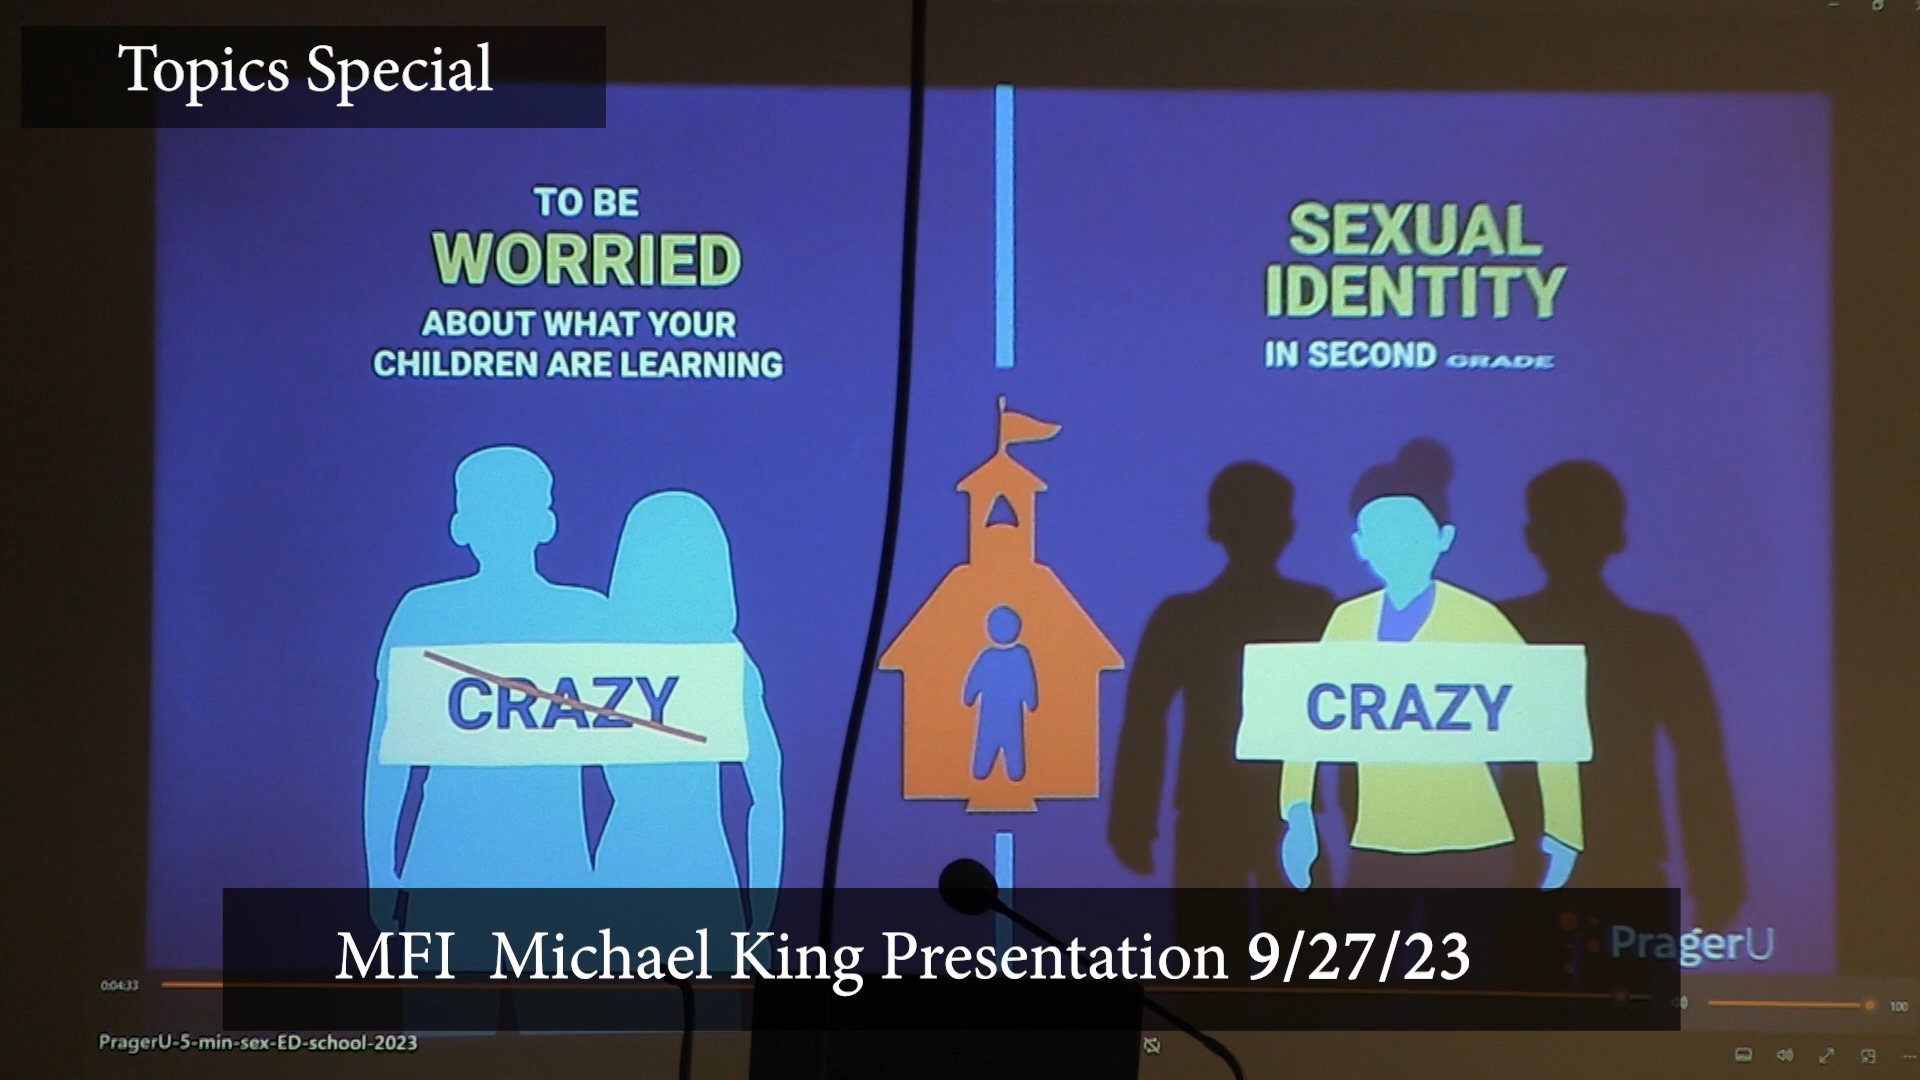 Topics Special
TO BE
WORRIED
ABOUT WHAT YOUR
CHILDREN ARE LEARNING
SEXUAL
IDENTITY
IN SECOND GRADE
CRAZY
CRAZY
MFI Michael King Presentation 9/27/23
PragerU
0:04:33
100
PragerU-5-min-sex-ED-school-2023